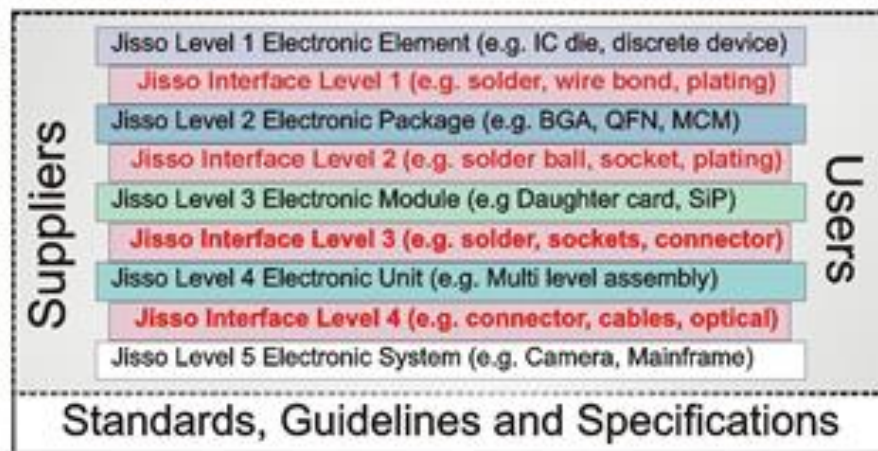 Suppliers
Jisso Level 1 Electronic Element (e.g. IC die, discrete device)
Jisso Interface Level 1 (e.g. solder, wire bond, plating)
Jisso Level 2 Electronic Package (e.g. BGA, QFN, MCM)
Jisso Interface Level 2 (e.g. solder ball, socket, plating)
Jisso Level 3 Electronic Module (e.g Daughter card, SiP)
Jisso Interface Level 3 (e.g. solder, sockets, connector)
Jisso Level 4 Electronic Unit (e.g. Multi level assembly)
Jisso Interface Level 4 (e.g. connector, cables, optical)
Jisso Level 5 Electronic System (e.g. Camera, Mainframe)
Users
Standards, Guidelines and Specifications